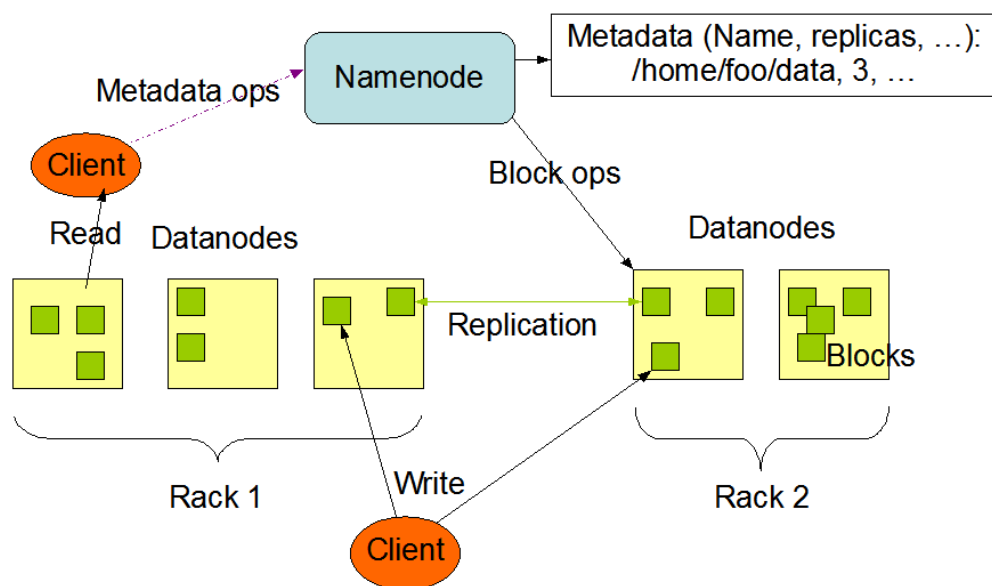 Metadata (Name, replicas, …):
/home/foo/data, 3, …
Namenode
Metadata ops
Client
Block ops
Read
Datanodes
Datanodes
Replication
Blocks
Rack 1
Write
Rack 2
Client